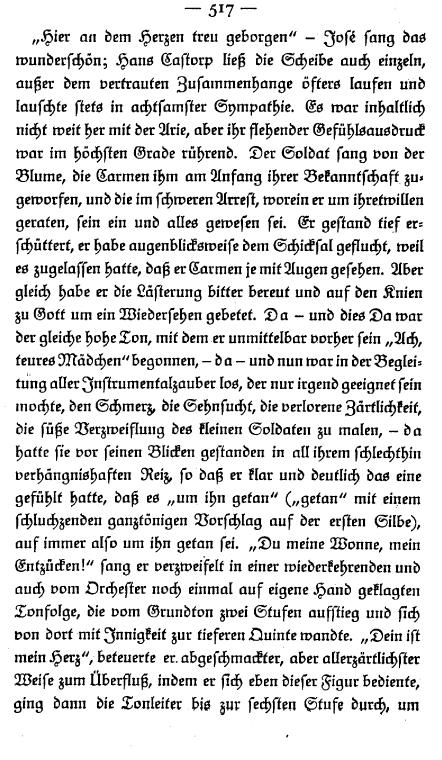 — 517 —
„Hier an dem Herzen treu geborgen“ – José sang das
wunderschön; Hans Castorp ließ die Scheibe auch einzeln,
außer dem vertrauten Zusammenhange öfters laufen und
lauschte stets in achtsamster Sympathie. Es war inhaltlich
nicht weit her mit der Arie, aber ihr flehender Gefühlsausdruck
war im höchsten Grade rührend. Der Soldat sang von der
Blume, die Carmen ihm am Anfang ihrer Bekanntschaft zu-
geworfen, und die im schweren Arrest, worein er um ihretwillen
geraten, sein ein und alles gewesen sei. Er gestand tief er-
schüttert, er habe augenblicksweise dem Schicksal geflucht, weil
es zugelassen hatte, daß er Carmen je mit Augen gesehen. Aber
gleich habe er die Lästerung bitter bereut und auf den Knien
zu Gott um ein Wiedersehen gebetet. Da – und dies Da war
der gleiche hohe Ton, mit dem er unmittelbar vorher sein „Ach,
teures Mädchen“ begonnen, – da – und nun war in der Beglei-
tung aller Instrumentalzauber los, der nur irgend geeignet sein
mochte, den Schmerz, die Sehnsucht, die verlorene Zärtlichkeit,
die süße Verzweiflung des kleinen Soldaten zu malen, – da
hatte sie vor seinen Blicken gestanden in all ihrem schlechthin
verhängnishaften Reiz, so daß er klar und deutlich das eine
gefühlt hatte, daß es „um ihn getan“ („getan“ mit einem
schluchzenden ganztönigen Vorschlag auf der ersten Silbe),
auf immer also um ihn getan sei. „Du meine Wonne, mein
Entzücken!“ sang er verzweifelt in einer wiederkehrenden und
auch vom Orchester noch einmal auf eigene Hand geklagten
Tonfolge, die vom Grundton zwei Stufen aufstieg und sich
von dort mit Innigkeit zur tieferen Quinte wandte. „Dein ist
mein Herz“, beteuerte er abgeschmackter, aber allerzärtlichster
Weise zum Überfluß, indem er sich eben dieser Figur bediente,
ging dann die Tonleiter bis zur sechsten Stufe durch, um